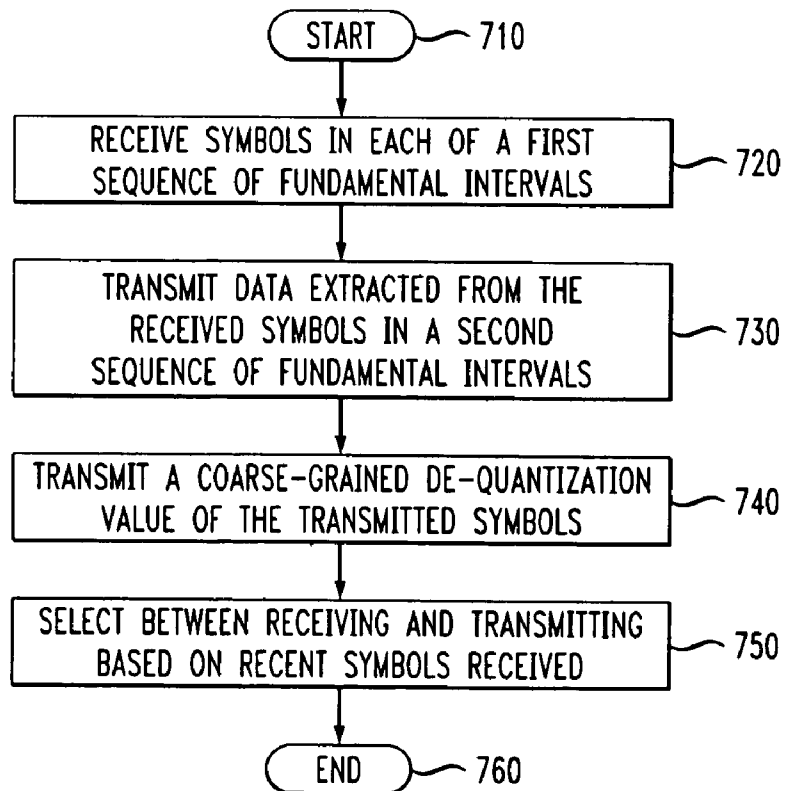 START
710
RECEIVE SYMBOLS IN EACH OF A FIRST
SEQUENCE OF FUNDAMENTAL INTERVALS
720
TRANSMIT DATA EXTRACTED FROM THE
RECEIVED SYMBOLS IN A SECOND
SEQUENCE OF FUNDAMENTAL INTERVALS
730
TRANSMIT A COARSE-GRAINED DE-QUANTIZATION
VALUE OF THE TRANSMITTED SYMBOLS
740
SELECT BETWEEN RECEIVING AND TRANSMITTING
BASED ON RECENT SYMBOLS RECEIVED
750
END
760